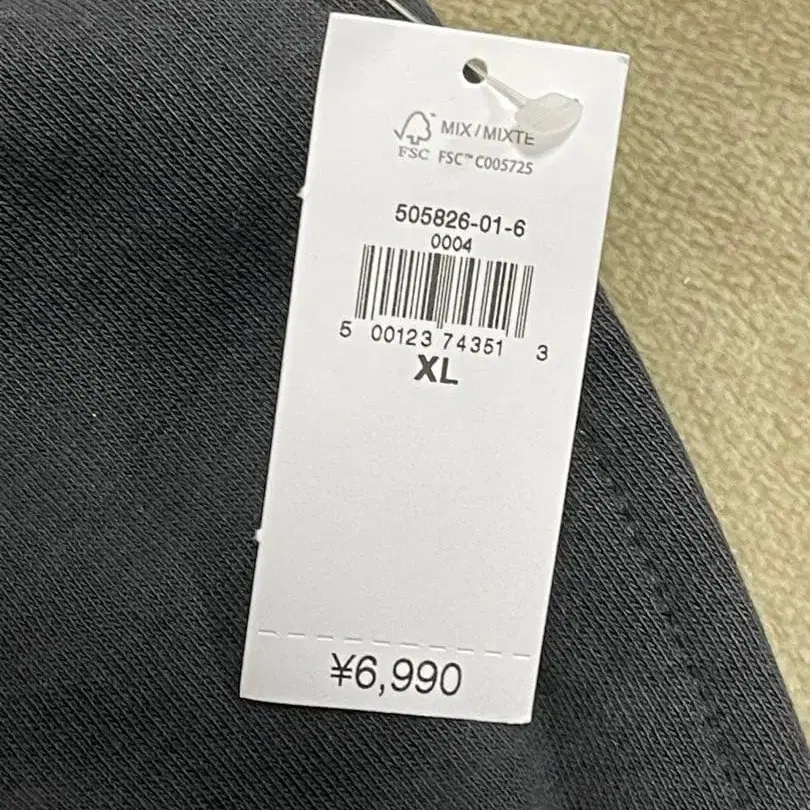 MIX/MIXTE
FSC FSC™ C005725
505826-01-6
0004
5 00123 74351 3
XL
¥6,990